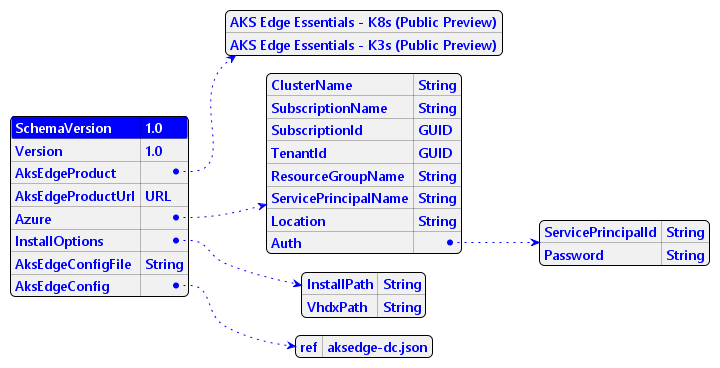 AKS Edge Essentials - K8s (Public Preview)
AKS Edge Essentials - K3s (Public Preview)
SchemaVersion 1.0
Version 1.0
AksEdgeProduct
AksEdgeProductUrl URL
Azure
InstallOptions
AksEdgeConfigFile String
AksEdgeConfig
ClusterName String
SubscriptionName String
SubscriptionId GUID
TenantId GUID
ResourceGroupName String
ServicePrincipalName String
Location String
Auth
ServicePrincipalId String
Password String
InstallPath String
VhdxPath String
ref aksedge-dc.json